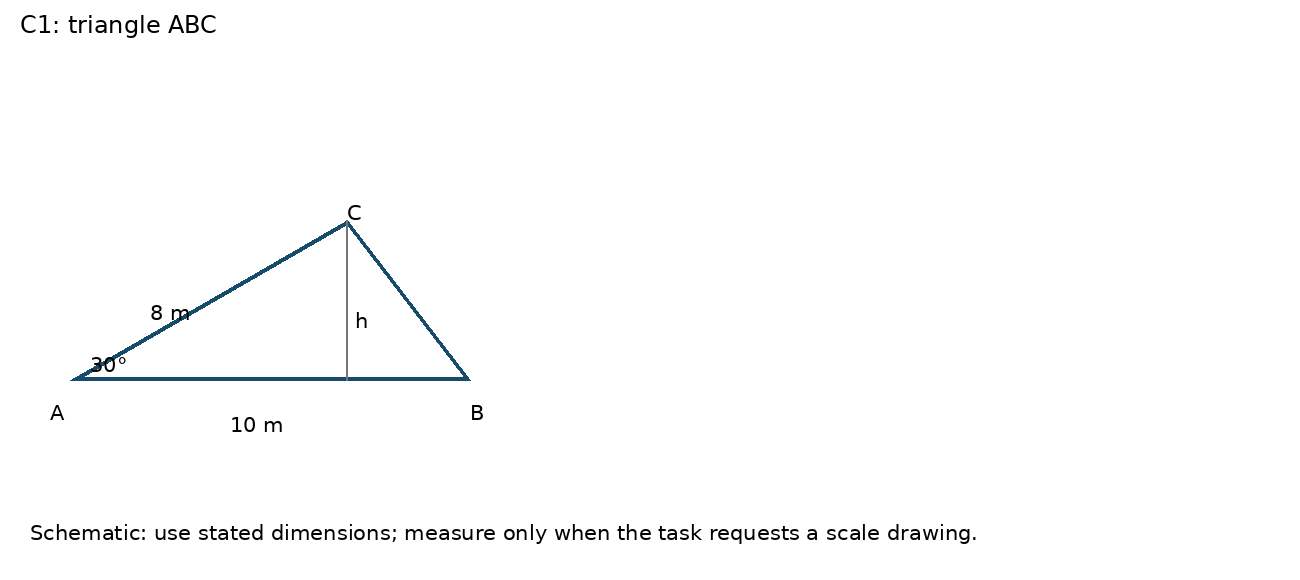 C1: triangle ABC
C
8 m
h
30°
A
B
10 m
Schematic: use stated dimensions; measure only when the task requests a scale drawing.